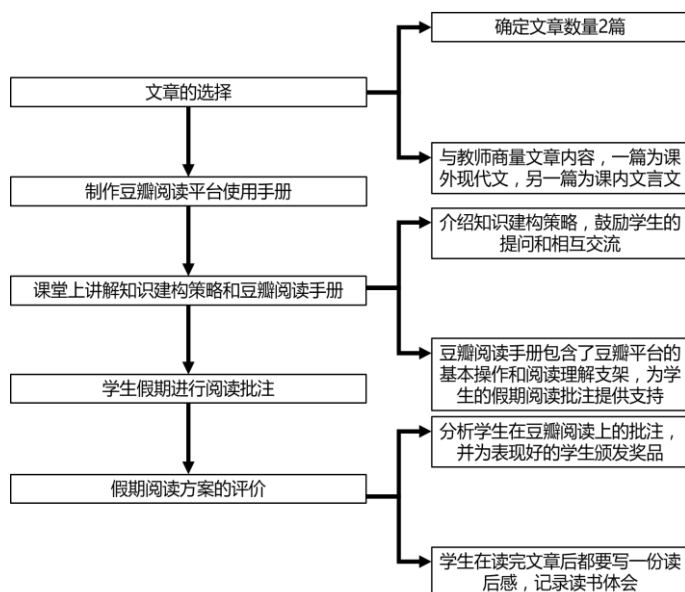 文章的选择
确定文章数量2篇
与教师商量文章内容，一篇为课
外现代文，另一篇为课内文言文
制作豆瓣阅读平台使用手册
课堂上讲解知识建构策略和豆瓣阅读手册
介绍知识建构策略，鼓励学生的
提问和相互交流
豆瓣阅读手册包含了豆瓣平台的
基本操作和阅读理解支架，为学
生的假期阅读批注提供支持
学生假期进行阅读批注
假期阅读方案的评价
分析学生在豆瓣阅读上的批注，
并为表现好的学生颁发奖品
学生在读完文章后都要写一份读
后感，记录读书体会